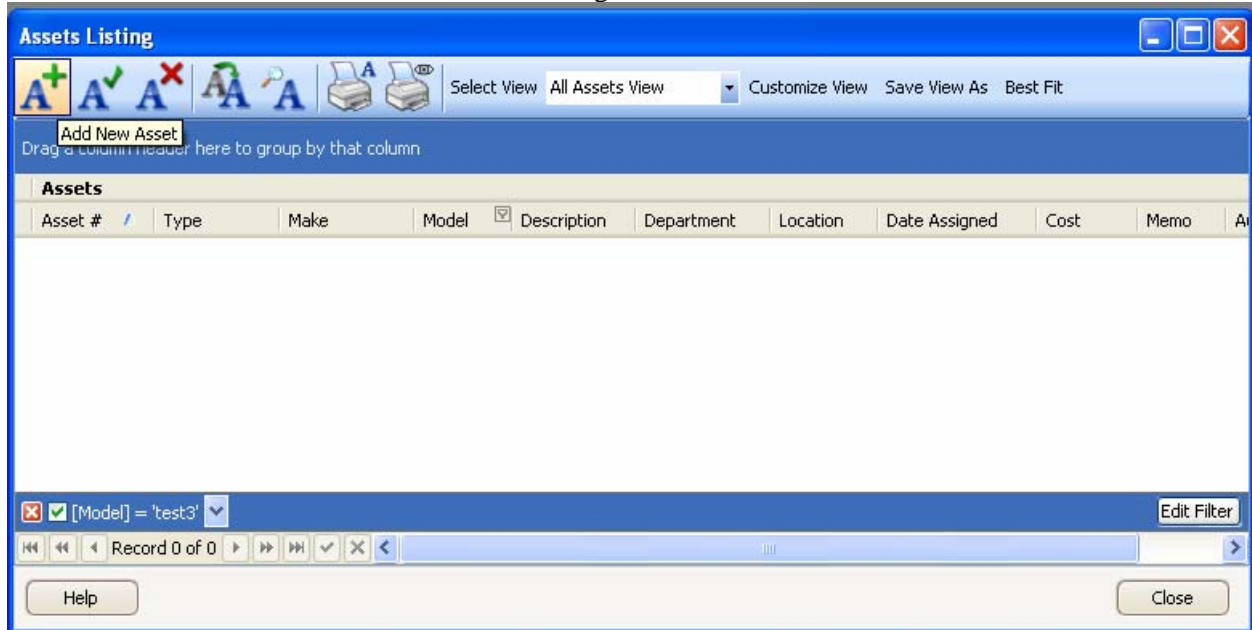 Assets Listing
Select View All Assets View Customize View Save View As Best Fit
Add New Asset
Drag a column header here to group by that column
Assets
Asset # Type Make Model Description Department Location Date Assigned Cost Memo
[Model] = 'test3' Edit Filter
Record 0 of 0
Help Close